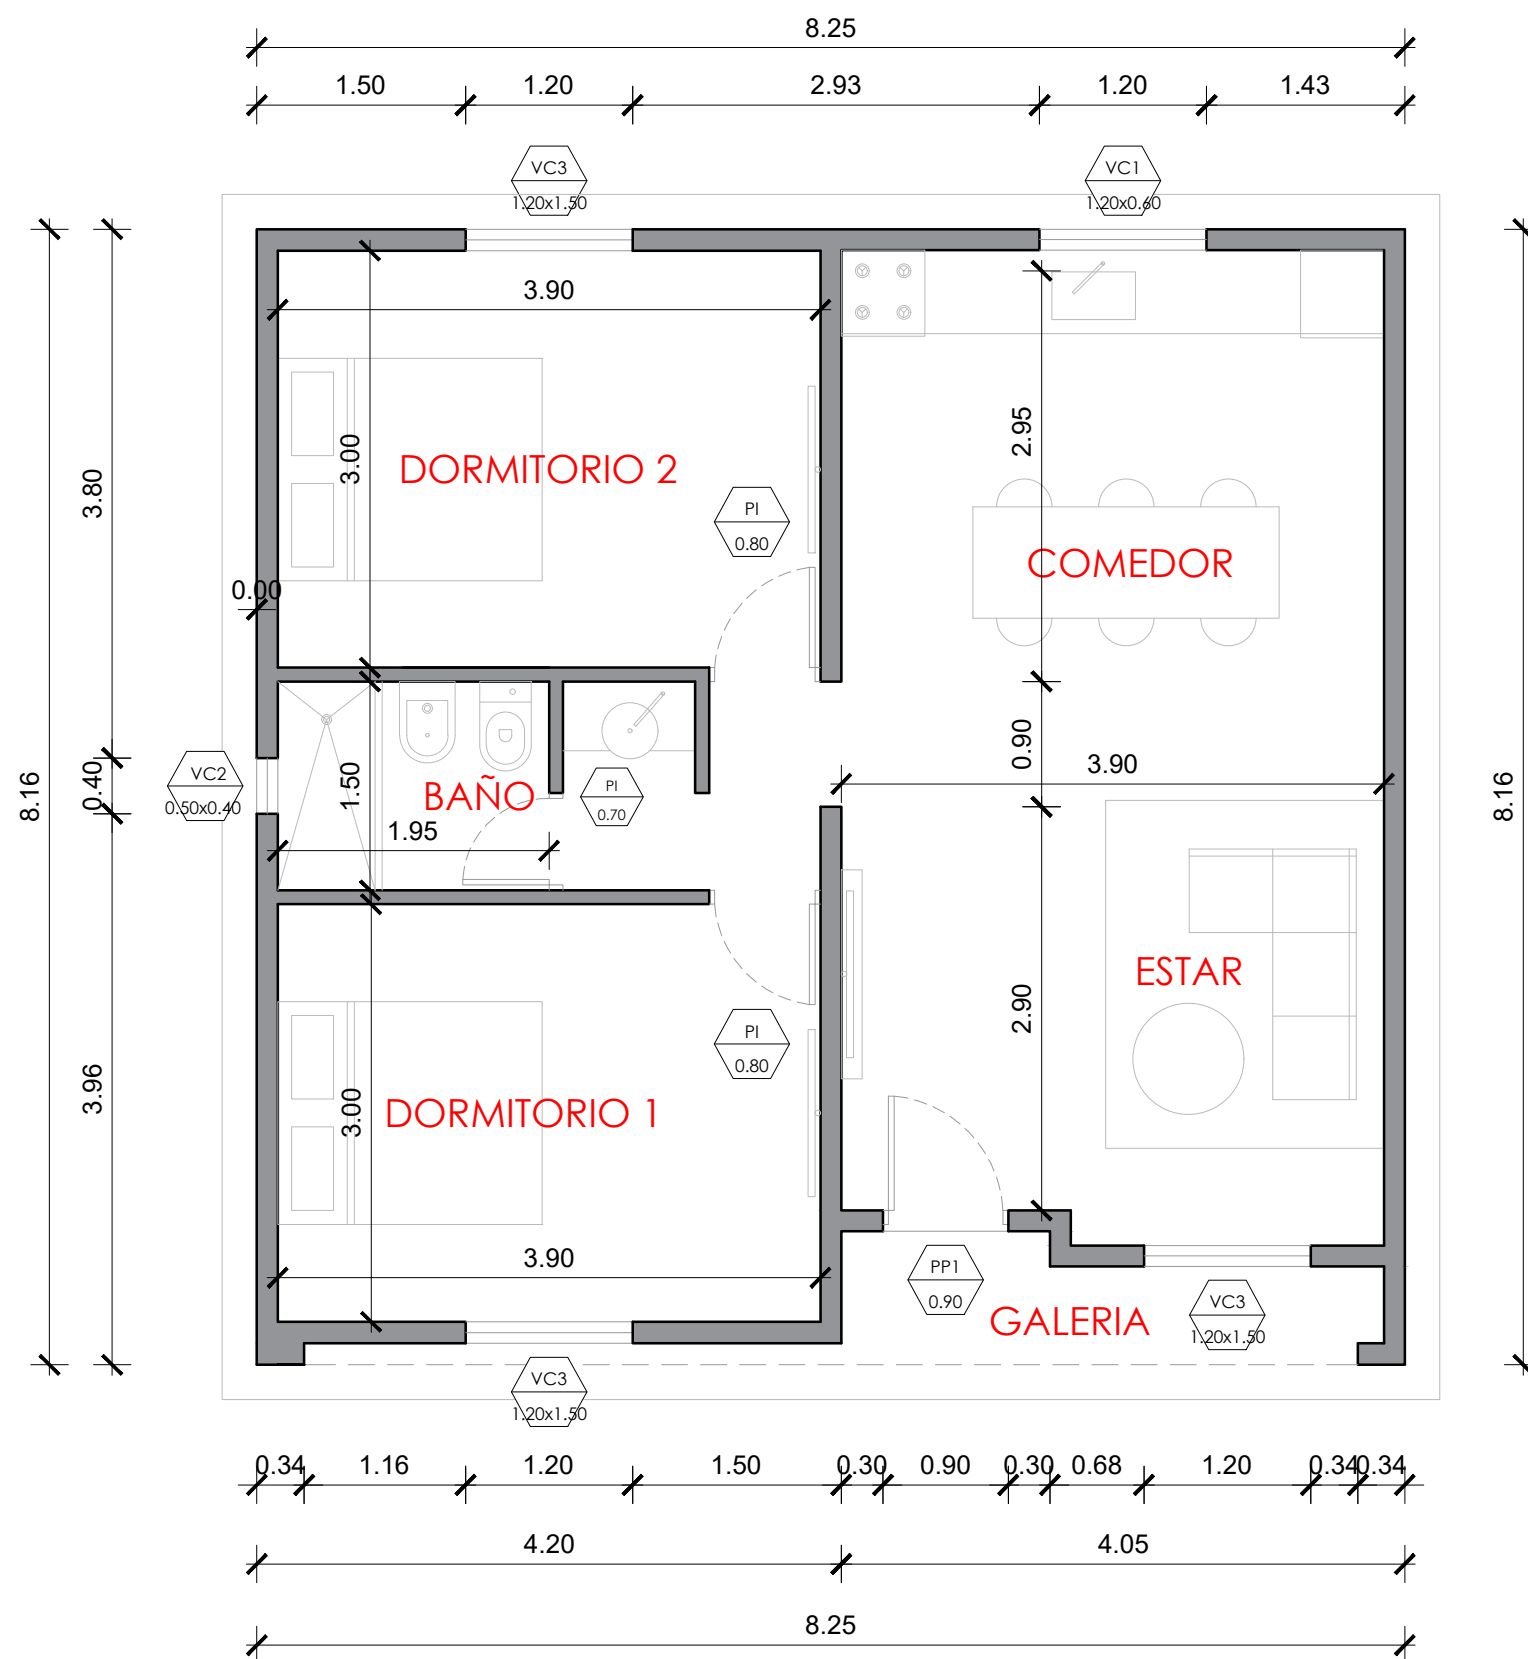 8.25
1.50 1.20 2.93 1.20 1.43
VC3
1.20x1.50
VC1
1.20x0.60
3.90
3.00
2.95
3.80
DORMITORIO 2
PI
0.80
COMEDOR
0.00
0.90
3.90
VC2
0.50x0.40
0.40
8.16
8.16
1.50
BAÑO
PI
0.70
1.95
ESTAR
2.90
PI
0.80
3.96
3.00
DORMITORIO 1
3.90
PP1
0.90
GALERIA
VC3
1.20x1.50
VC3
1.20x1.50
0.34 1.16 1.20 1.50 0.30 0.90 0.30 0.68 1.20 0.34 0.34
4.20 4.05
8.25